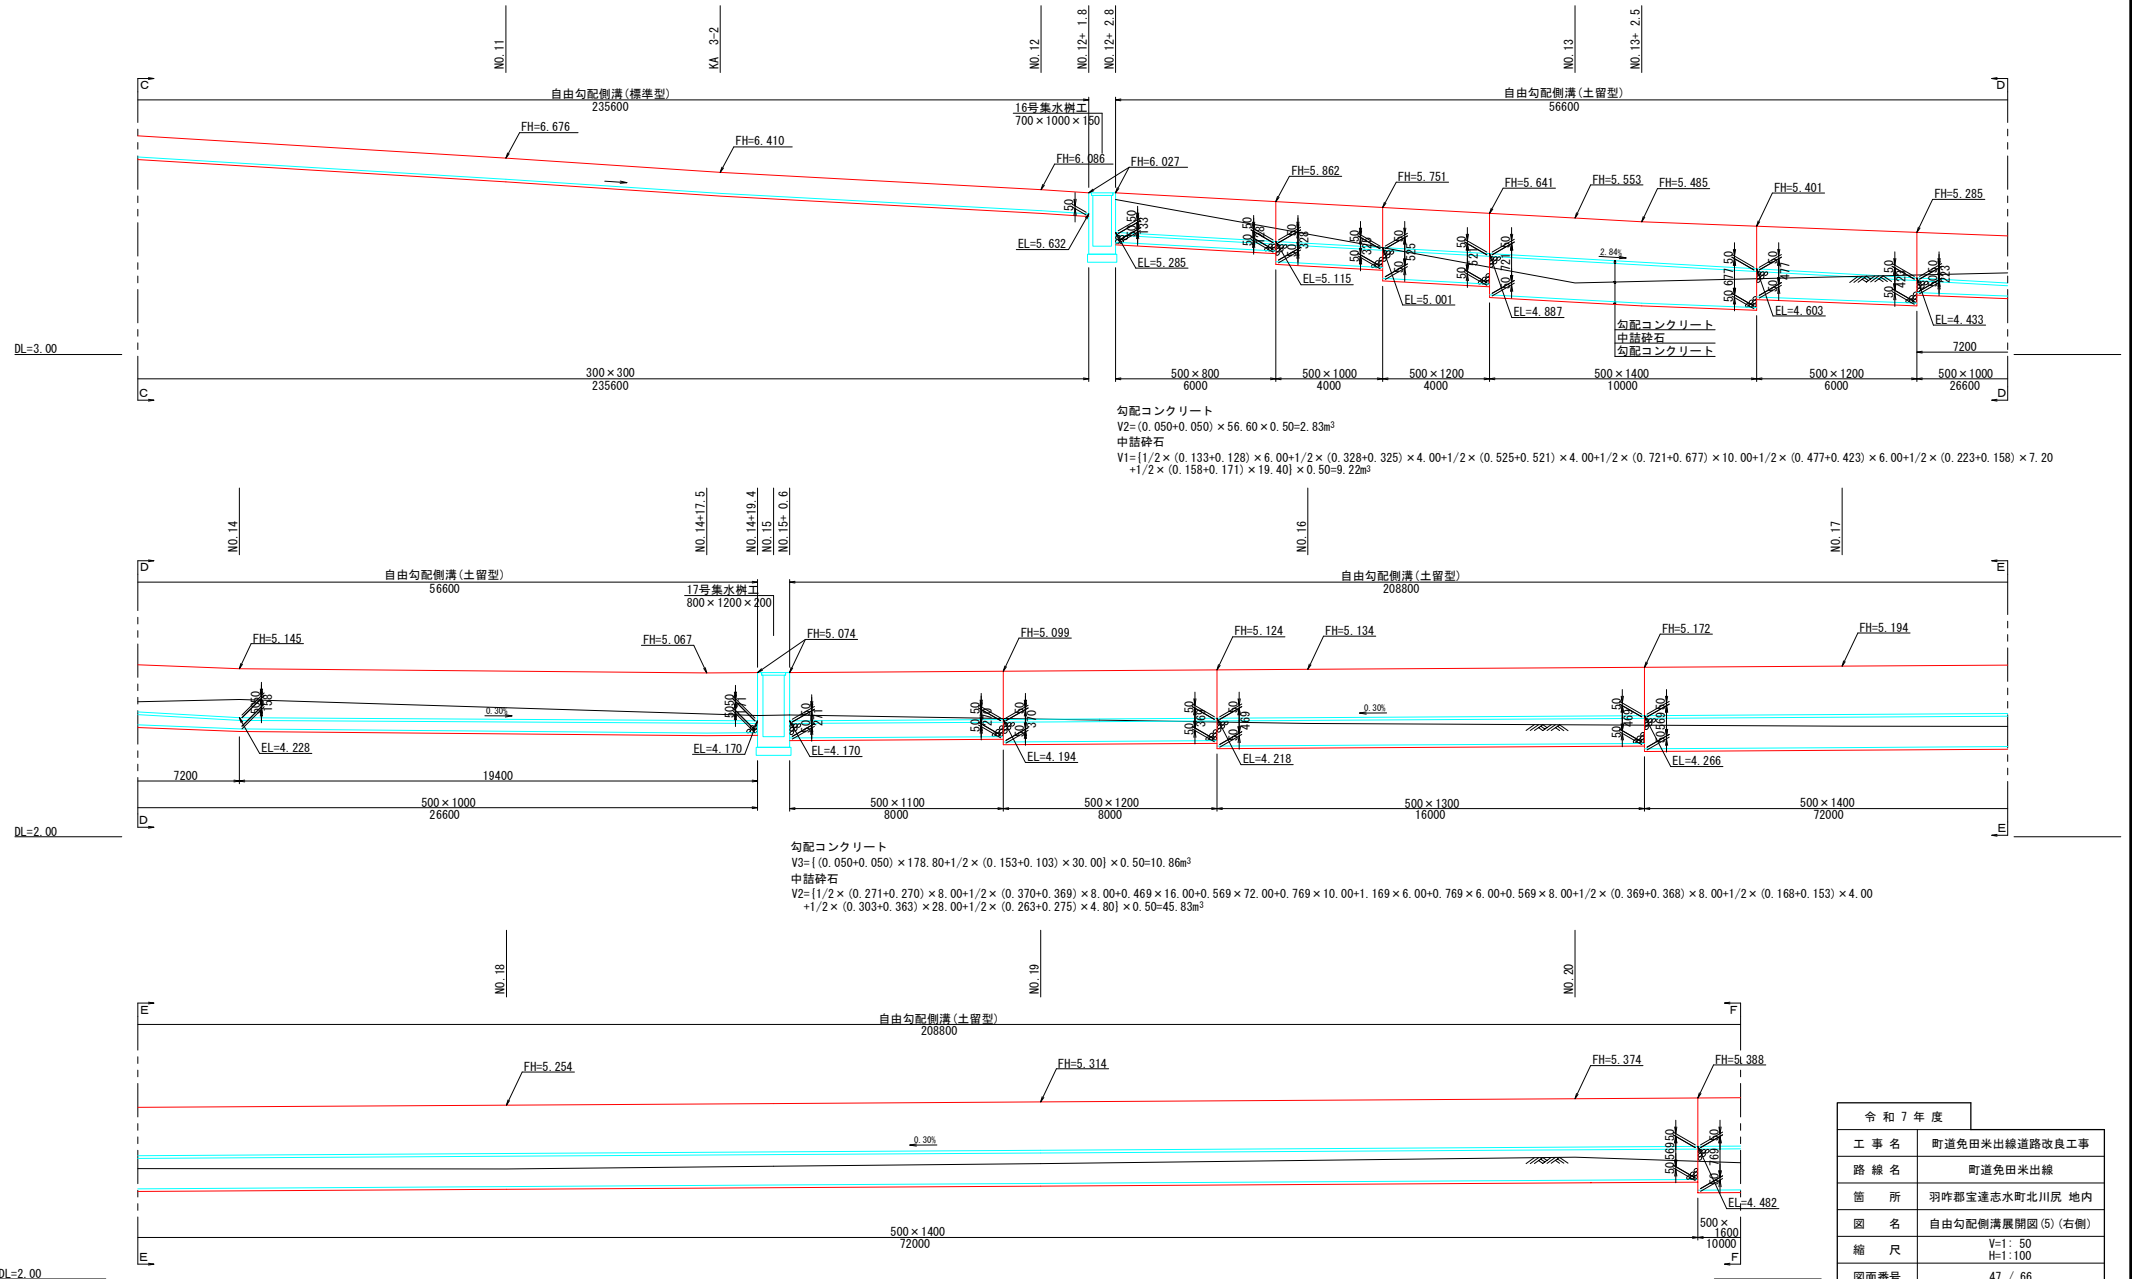 NO.11
KA 3-2
NO.12
NO.12+ 1.8
NO.12+ 2.8
NO.13
NO.13+ 2.5
C
D
自由勾配側溝(標準型)
235600
16号集水桝工
700×1000×150
自由勾配側溝(土留型)
56600
FH=6.676
FH=6.410
FH=6.086
FH=6.027
FH=5.862
FH=5.751
FH=5.641
FH=5.553
FH=5.485
FH=5.401
FH=5.285
EL=5.632
EL=5.285
EL=5.115
EL=5.001
EL=4.887
EL=4.603
EL=4.433
50
133
328
525
521
721
677
477
223
2.84%
勾配コンクリート
中詰砕石
勾配コンクリート
DL=3.00
7200
300×300
235600
500×800
6000
500×1000
4000
500×1200
4000
500×1400
10000
500×1200
6000
500×1000
26600
C
D
勾配コンクリート
V2=(0.050+0.050)×56.60×0.50=2.83m³
中詰砕石
V1={1/2×(0.133+0.128)×6.00+1/2×(0.328+0.325)×4.00+1/2×(0.525+0.521)×4.00+1/2×(0.721+0.677)×10.00+1/2×(0.477+0.423)×6.00+1/2×(0.223+0.158)×7.20
+1/2×(0.158+0.171)×19.40}×0.50=9.22m³
NO.14
NO.14+17.5
NO.14+19.4
NO.15
NO.15+ 0.6
NO.16
NO.17
D
E
自由勾配側溝(土留型)
56600
17号集水桝工
800×1200×200
自由勾配側溝(土留型)
208800
FH=5.145
FH=5.067
FH=5.074
FH=5.099
FH=5.124
FH=5.134
FH=5.172
FH=5.194
158
271
370
369
469
469
569
0.30%
0.30%
EL=4.228
EL=4.170
EL=4.170
EL=4.194
EL=4.218
EL=4.266
7200
19400
500×1000
26600
500×1100
8000
500×1200
8000
500×1300
16000
500×1400
72000
DL=2.00
D
E
勾配コンクリート
V3={(0.050+0.050)×178.80+1/2×(0.153+0.103)×30.00}×0.50=10.86m³
中詰砕石
V2={1/2×(0.271+0.270)×8.00+1/2×(0.370+0.369)×8.00+0.469×16.00+0.569×72.00+0.769×10.00+1.169×6.00+0.769×6.00+0.569×8.00+1/2×(0.369+0.368)×8.00+1/2×(0.168+0.153)×4.00
+1/2×(0.303+0.363)×28.00+1/2×(0.263+0.275)×4.80}×0.50=45.83m³
NO.18
NO.19
NO.20
E
F
自由勾配側溝(土留型)
208800
FH=5.254
FH=5.314
FH=5.374
FH=5.388
0.30%
50
569
50
50
769
50
EL=4.482
500×1400
72000
500×
1600
10000
E
F
DL=2.00
令和7年度
工事名 町道免田米出線道路改良工事
路線名 町道免田米出線
箇所 羽咋郡宝達志水町北川尻 地内
図名 自由勾配側溝展開図(5)(右側)
縮尺 V=1: 50
H=1:100
図面番号 47 / 66